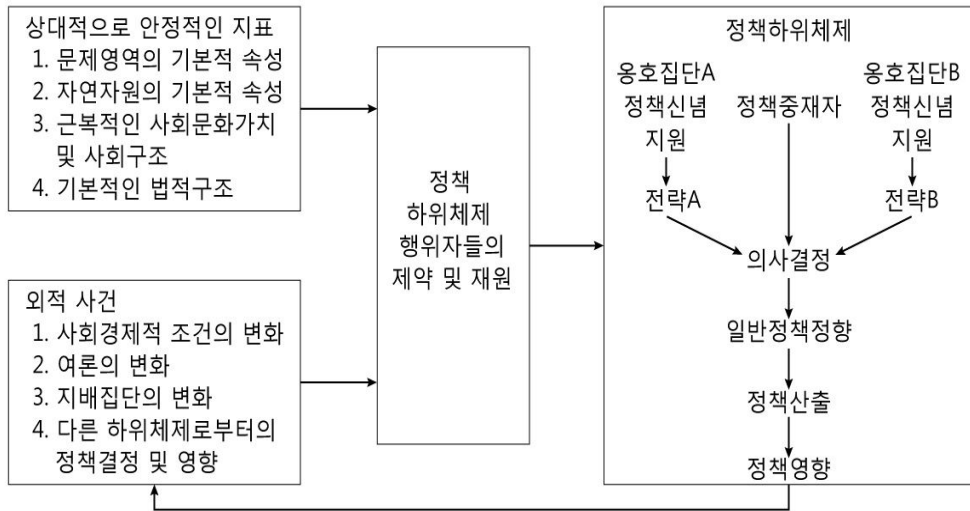 상대적으로 안정적인 지표
1. 문제영역의 기본적 속성
2. 자연자원의 기본적 속성
3. 근복적인 사회문화가치
및 사회구조
4. 기본적인 법적구조
외적 사건
1. 사회경제적 조건의 변화
2. 여론의 변화
3. 지배집단의 변화
4. 다른 하위체제로부터의
정책결정 및 영향
정책
하위체제
행위자들의
제약 및 재원
정책하위체제
옹호집단A
정책신념
지원
전략A
정책중재자
옹호집단B
정책신념
지원
전략B
의사결정
일반정책정향
정책산출
정책영향